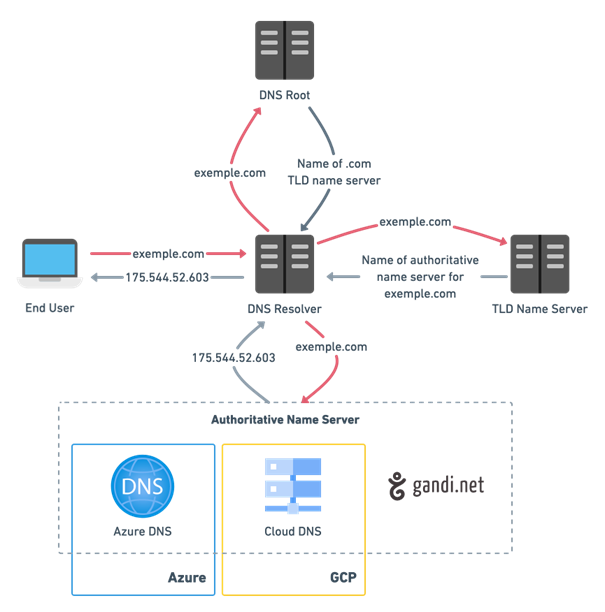 DNS Root
exemple.com
Name of .com
TLD name server
exemple.com
exemple.com
175.544.52.603
Name of authoritative
name server for
exemple.com
End User
DNS Resolver
TLD Name Server
175.544.52.603
exemple.com
Authoritative Name Server
DNS
Azure DNS
Cloud DNS
gandi.net
Azure
GCP